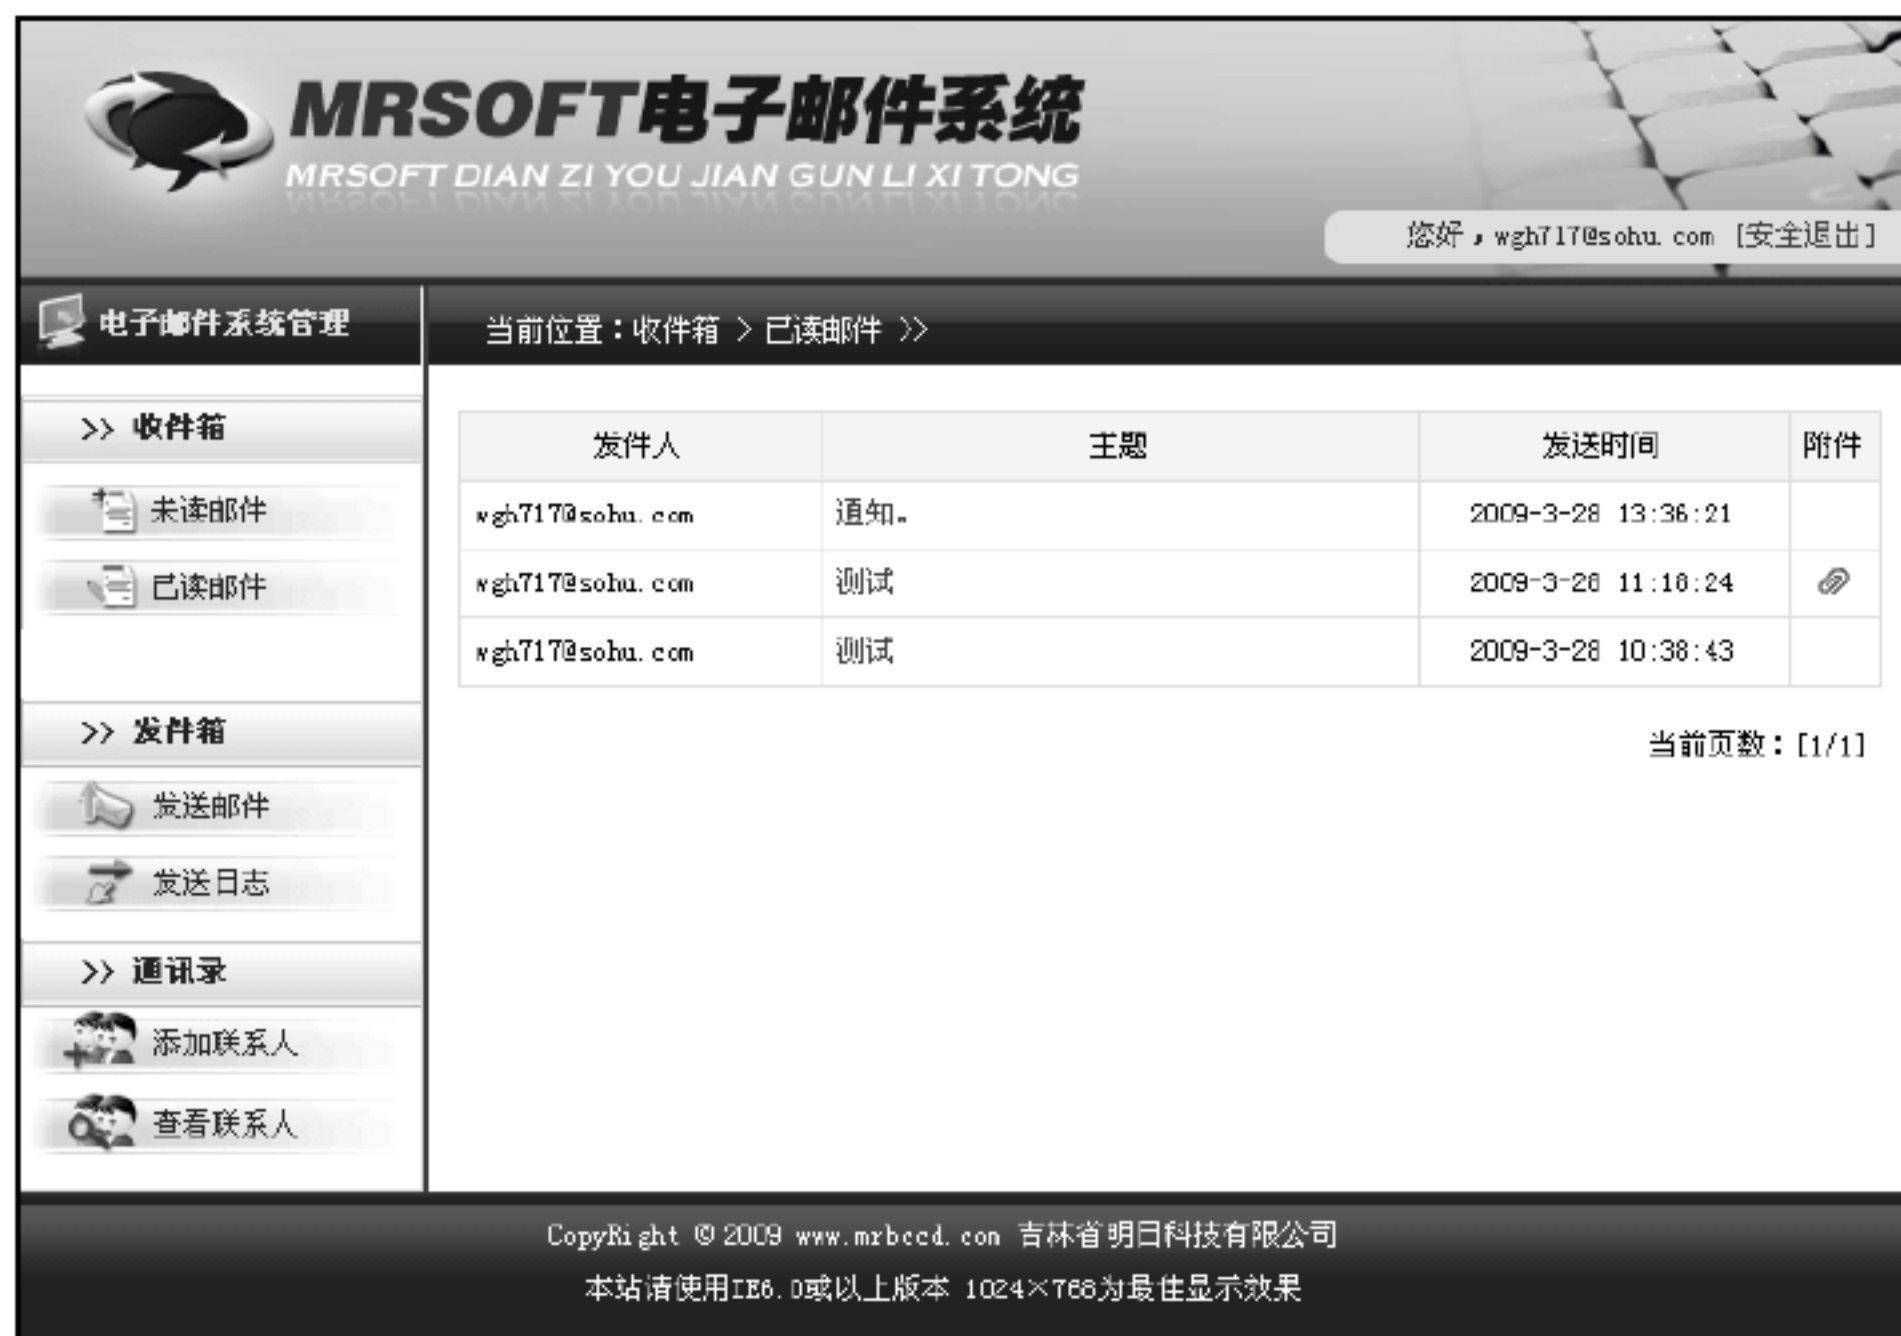 MRSOFT电子邮件系统
MRSOFT DIAN ZI YOU JIAN GUN LI XI TONG
您好，wgh717@sohu.com [安全退出]
电子邮件系统管理
当前位置：收件箱 > 已读邮件 >>
>> 收件箱
未读邮件
已读邮件
>> 发件箱
发送邮件
发送日志
>> 通讯录
添加联系人
查看联系人
发件人 主题 发送时间 附件
wgh717@sohu.com 通知。 2009-3-28 13:36:21
wgh717@sohu.com 测试 2009-3-28 11:18:24
wgh717@sohu.com 测试 2009-3-28 10:38:43
当前页数：[1/1]
CopyRight © 2009 www.mrbccd.com 吉林省明日科技有限公司
本站请使用IE6.0或以上版本 1024×768为最佳显示效果